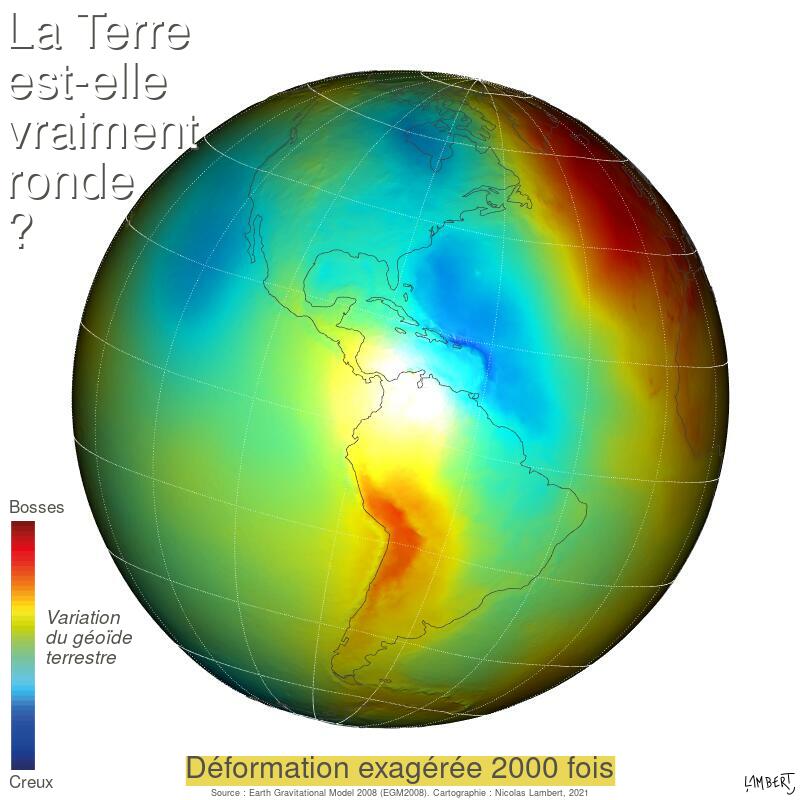 La Terre
est-elle
vraiment
ronde
?
Bosses
Variation
du géoïde
terrestre
Creux
Déformation exagérée 2000 fois
Source : Earth Gravitational Model 2008 (EGM2008). Cartographie : Nicolas Lambert, 2021
LAMBERT